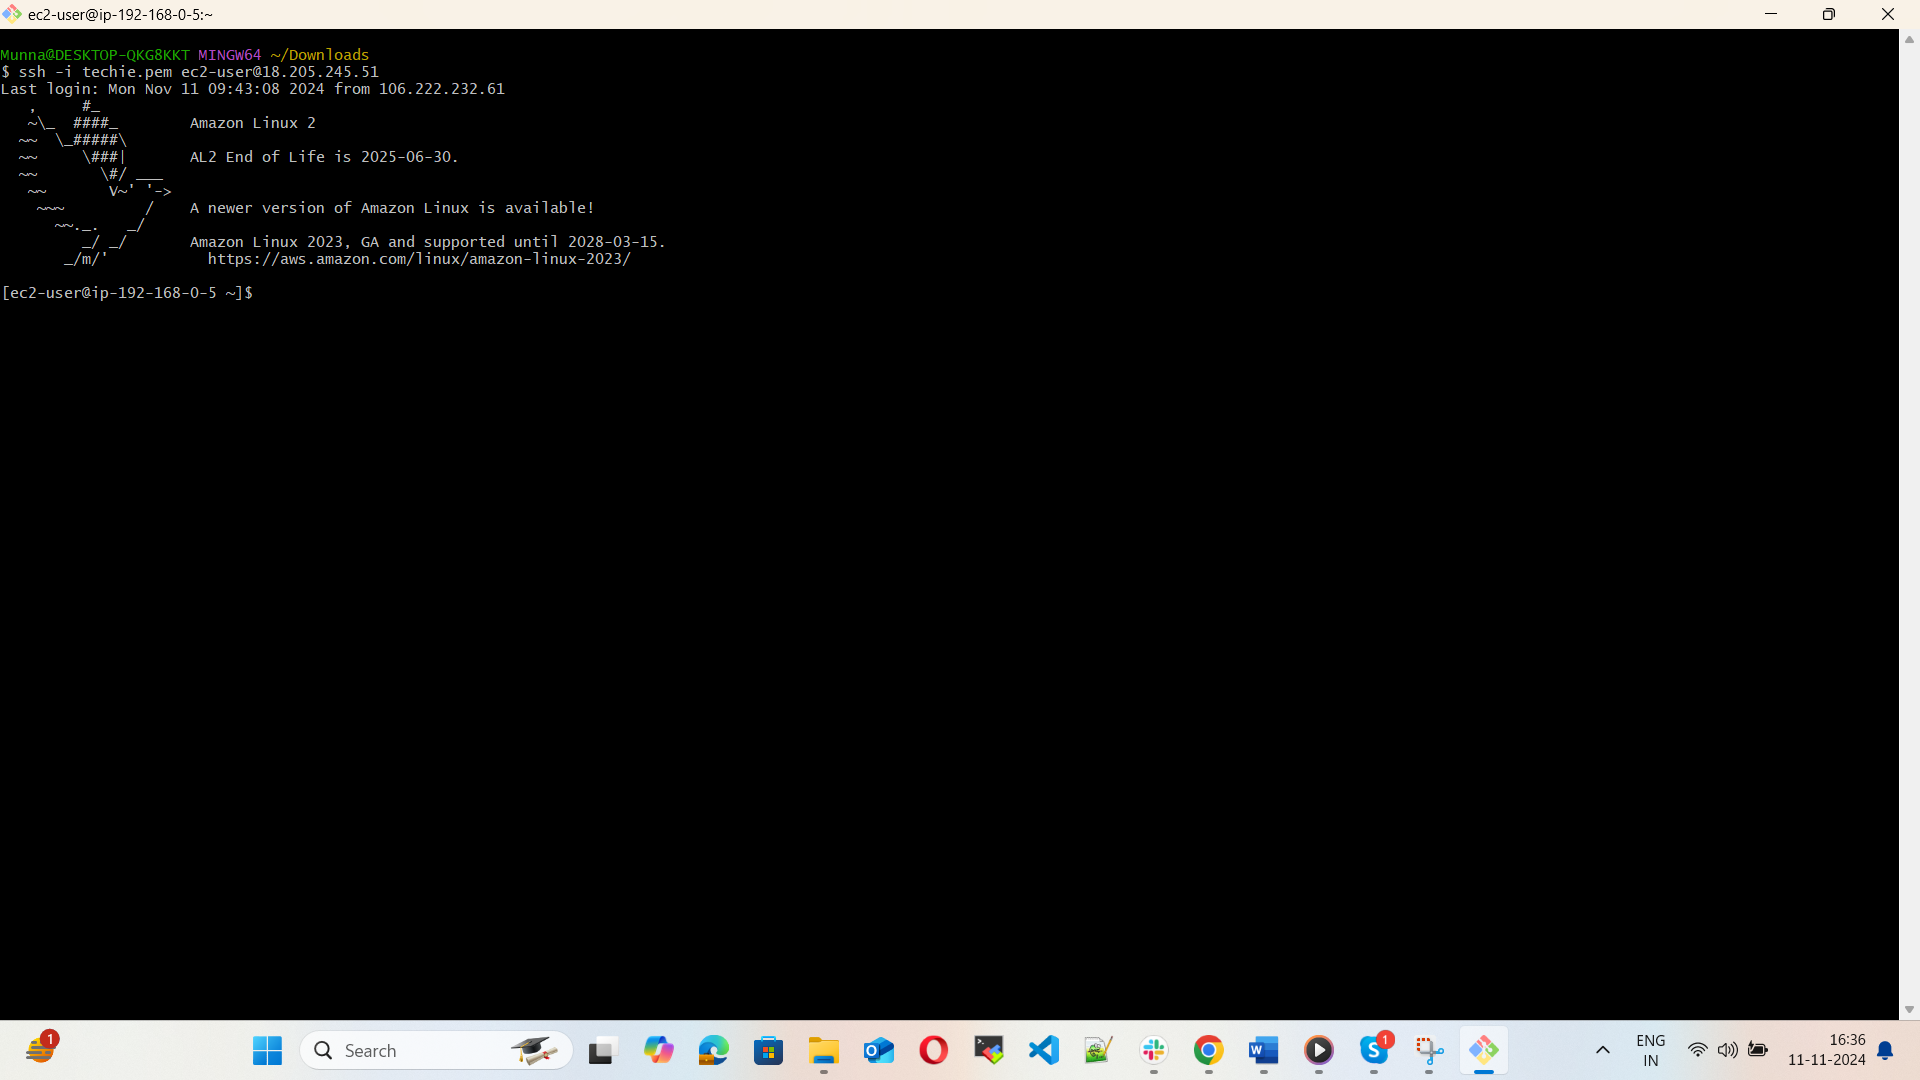 ec2-user@ip-192-168-0-5:~
Munna@DESKTOP-QKG8KKT MINGW64 ~/Downloads
$ ssh -i techie.pem ec2-user@18.205.245.51
Last login: Mon Nov 11 09:43:08 2024 from 106.222.232.61
   ,     #_
   ~\_  ####_        Amazon Linux 2
  ~~  \_#####\
  ~~     \###|       AL2 End of Life is 2025-06-30.
  ~~       \#/ ___
   ~~       V~' '->
    ~~~         /    A newer version of Amazon Linux is available!
      ~~._.   _/
         _/ _/       Amazon Linux 2023, GA and supported until 2028-03-15.
       _/m/'           https://aws.amazon.com/linux/amazon-linux-2023/
[ec2-user@ip-192-168-0-5 ~]$
1
Search
W
S
1
ENG
IN
16:36
11-11-2024